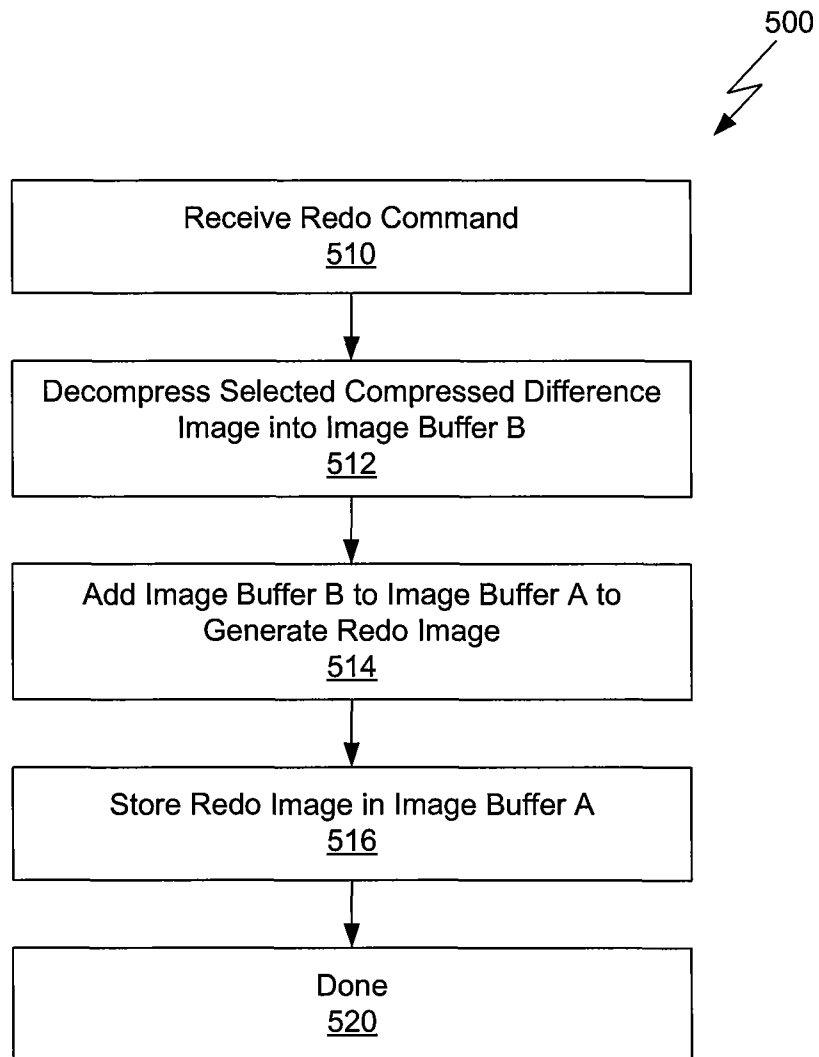 500
Receive Redo Command
510
Decompress Selected Compressed Difference
Image into Image Buffer B
512
Add Image Buffer B to Image Buffer A to
Generate Redo Image
514
Store Redo Image in Image Buffer A
516
Done
520